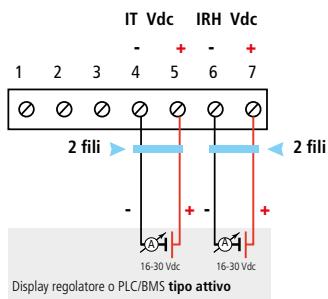 IT Vdc IRH Vdc
- + - +
1 2 3 4 5 6 7
2 fili 2 fili
- + - +
A A
16-30 Vdc 16-30 Vdc
Display regolatore o PLC/BMS tipo attivo